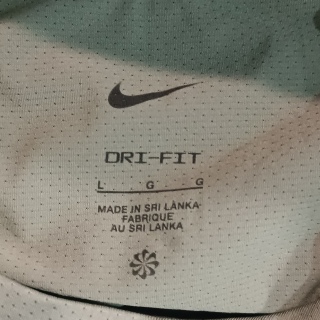 DRI-FIT
L G G
MADE IN SRI LANKA
FABRIQUE
AU SRI LANKA